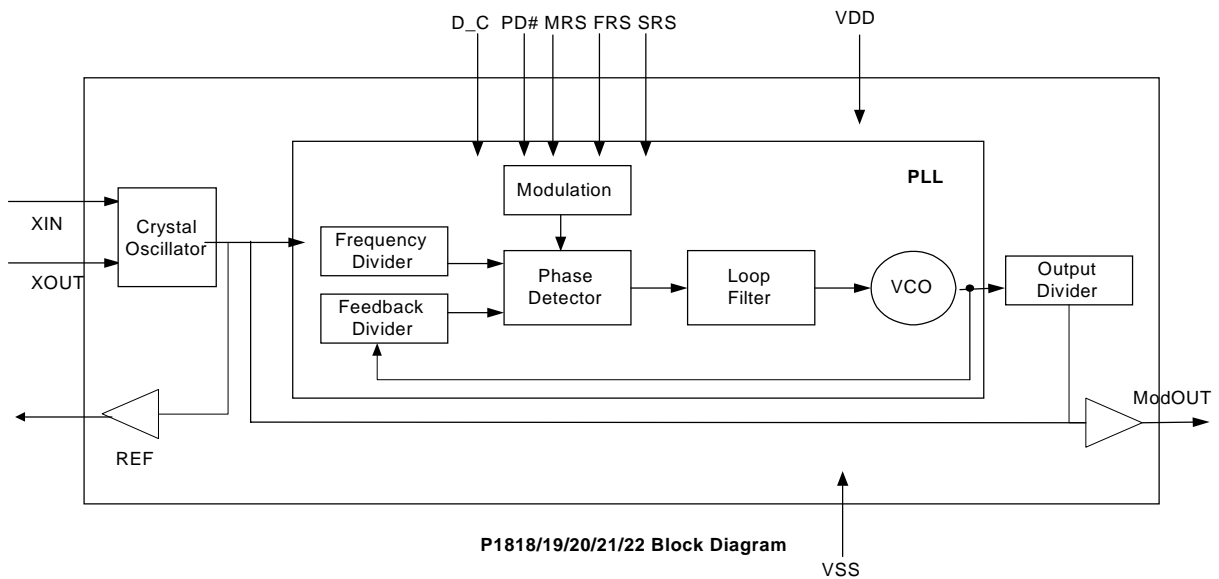 D_C PD# MRS FRS SRS
VDD
PLL
Modulation
XIN
XOUT
Crystal
Oscillator
Frequency
Divider
Feedback
Divider
Phase
Detector
Loop
Filter
VCO
Output
Divider
REF
ModOUT
P1818/19/20/21/22 Block Diagram
VSS